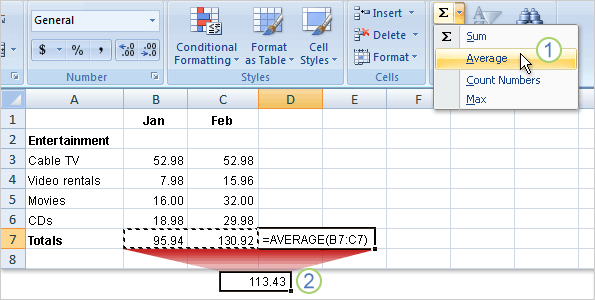 General
Insert
Σ
$ % ,
Conditional Formatting
Format as Table
Cell Styles
Delete
Format
Number
Styles
Cells
Σ Sum
Average
1
Count Numbers
Max
A B C D E F
1 Jan Feb
2 Entertainment
3 Cable TV 52.98 52.98
4 Video rentals 7.98 15.96
5 Movies 16.00 32.00
6 CDs 18.98 29.98
7 Totals 95.94 130.92 =AVERAGE(B7:C7)
8
113.43 2